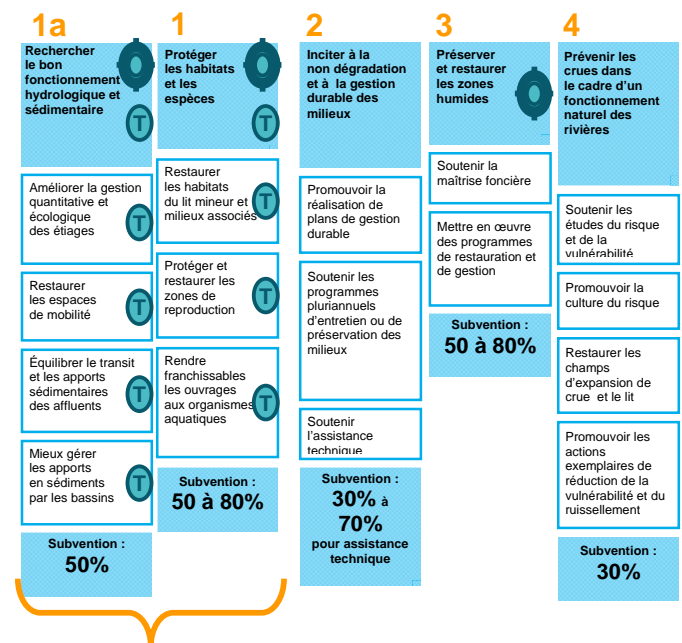 1a
Rechercher
le bon
fonctionnement
hydrologique et
sédimentaire
T
Améliorer la gestion
quantitative et
écologique
des étiages
T
Restaurer
les espaces
de mobilité
T
Équilibrer le transit
et les apports
sédimentaires
des affluents
T
Mieux gérer
les apports
en sédiments
par les bassins
T
Subvention :
50%
1
Protéger
les habitats
et les
espèces
T
Restaurer
les habitats
du lit mineur et
milieux associés
T
Protéger et
restaurer les
zones de
reproduction
T
Rendre
franchissables
les ouvrages
aux organismes
aquatiques
T
Subvention :
50 à 80%
2
Inciter à la
non dégradation
et à la gestion
durable des
milieux
Promouvoir la
réalisation de
plans de gestion
durable
Soutenir les
programmes
pluriannuels
d'entretien ou de
préservation des
milieux
Soutenir
l'assistance
technique
Subvention :
30% à
70%
pour assistance
technique
3
Préserver
et restaurer
les zones
humides
Soutenir la
maîtrise foncière
Mettre en œuvre
des programmes
de restauration et
de gestion
Subvention :
50 à 80%
4
Prévenir les
crues dans
le cadre d'un
fonctionnement
naturel des
rivières
Soutenir les
études du risque
et de la
vulnérabilité
Promouvoir la
culture du risque
Restaurer les
champs
d'expansion de
crue et le lit
Promouvoir les
actions
exemplaires de
réduction de la
vulnérabilité et du
ruissellement
Subvention :
30%